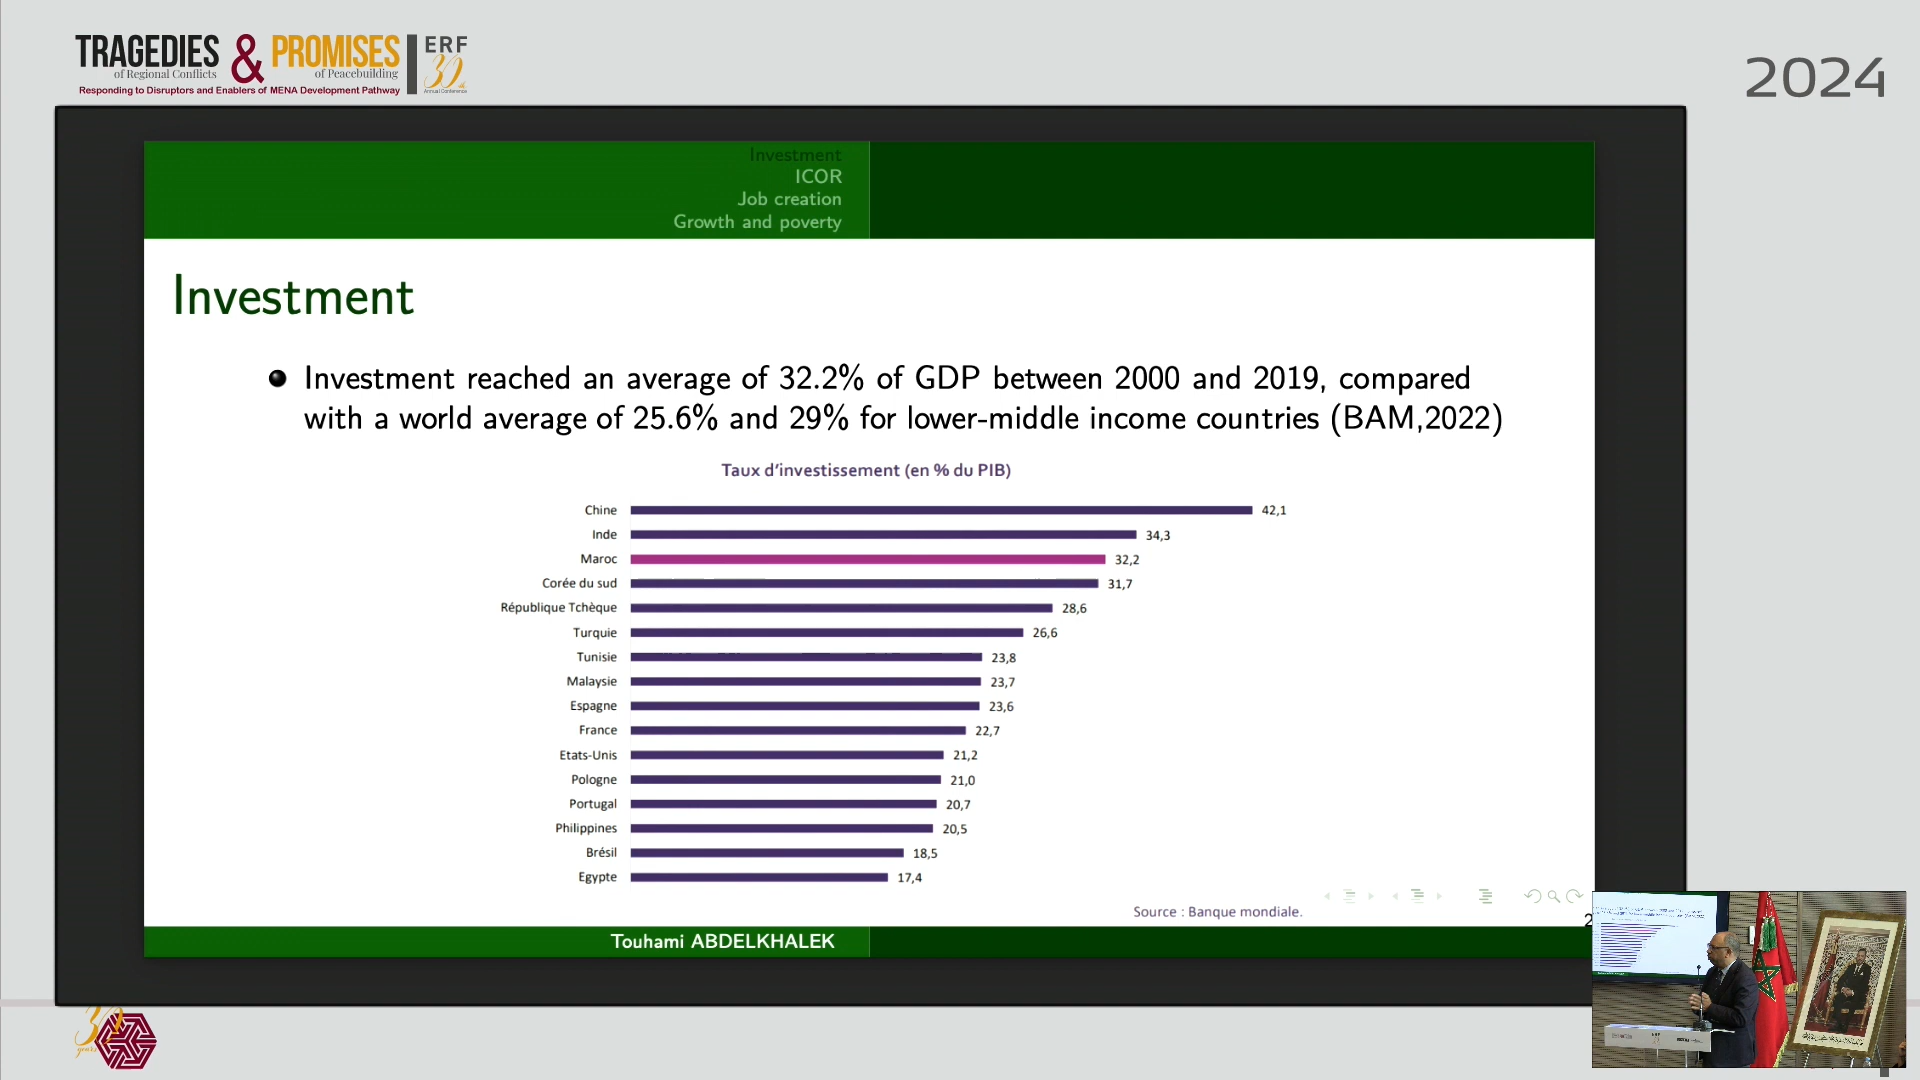 TRAGEDIES & PROMISES
of Regional Conflicts of Peacebuilding
Responding to Disruptors and Enablers of MENA Development Pathway
ERF
30th
Annual Conference
2024
Investment
ICOR
Job creation
Growth and poverty
Investment
Investment reached an average of 32.2% of GDP between 2000 and 2019, compared
with a world average of 25.6% and 29% for lower-middle income countries (BAM,2022)
Taux d'investissement (en % du PIB)
Chine 42,1
Inde 34,3
Maroc 32,2
Corée du sud 31,7
République Tchèque 28,6
Turquie 26,6
Tunisie 23,8
Malaysie 23,7
Espagne 23,6
France 22,7
Etats-Unis 21,2
Pologne 21,0
Portugal 20,7
Philippines 20,5
Brésil 18,5
Egypte 17,4
Source : Banque mondiale.
Touhami ABDELKHALEK
30
years
ERF